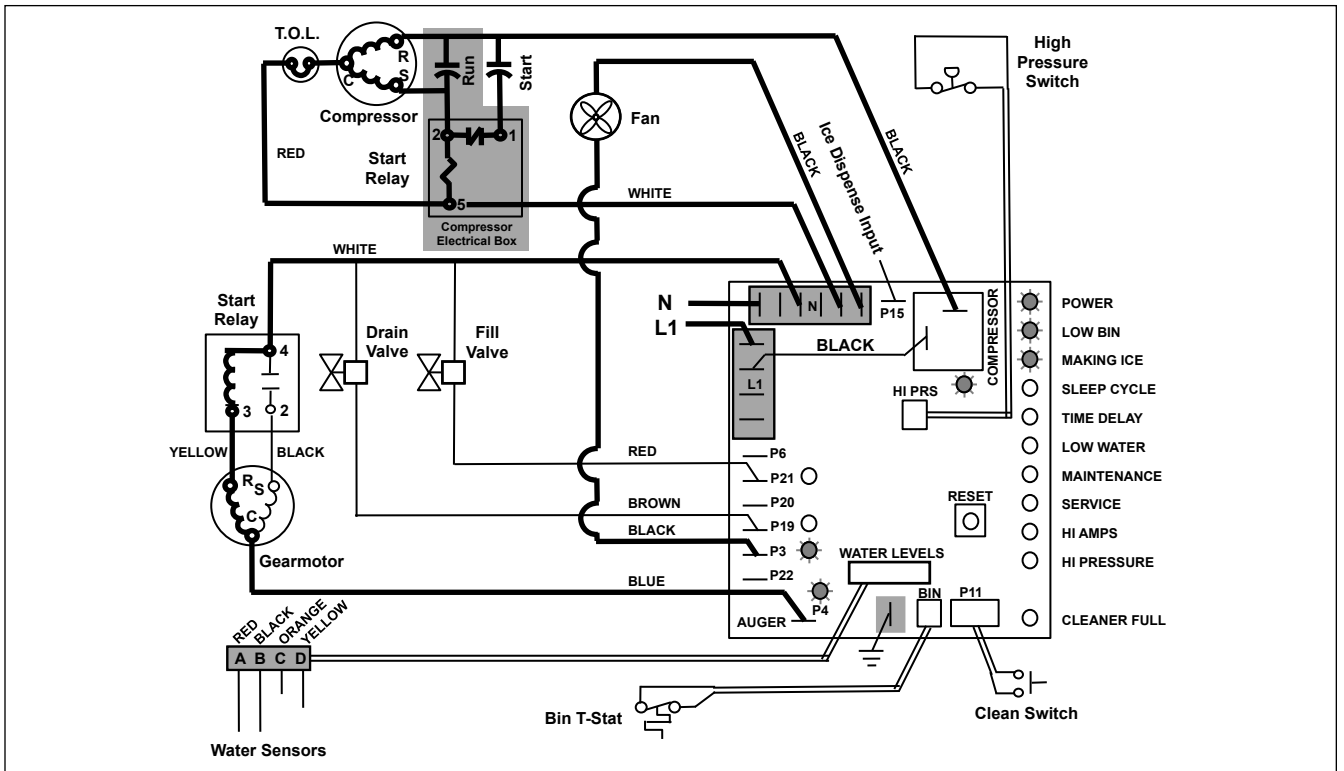 T.O.L.
R
C
S
Run
Start
Compressor
High
Pressure
Switch
Fan
2
1
RED
Start
Relay
5
WHITE
Compressor
Electrical Box
BLACK
Ice Dispense Input
BLACK
WHITE
N
N
P15
COMPRESSOR
POWER
L1
LOW BIN
Start
Relay
4
Drain
Valve
Fill
Valve
BLACK
MAKING ICE
L1
HI PRS
SLEEP CYCLE
3
2
TIME DELAY
YELLOW
BLACK
RED
P6
LOW WATER
R
S
P21
MAINTENANCE
C
BROWN
P20
RESET
SERVICE
BLACK
P19
HI AMPS
Gearmotor
P3
WATER LEVELS
HI PRESSURE
BLUE
P22
P4
BIN
P11
AUGER
CLEANER FULL
RED
BLACK
ORANGE
YELLOW
A B C D
Bin T-Stat
Clean Switch
Water Sensors